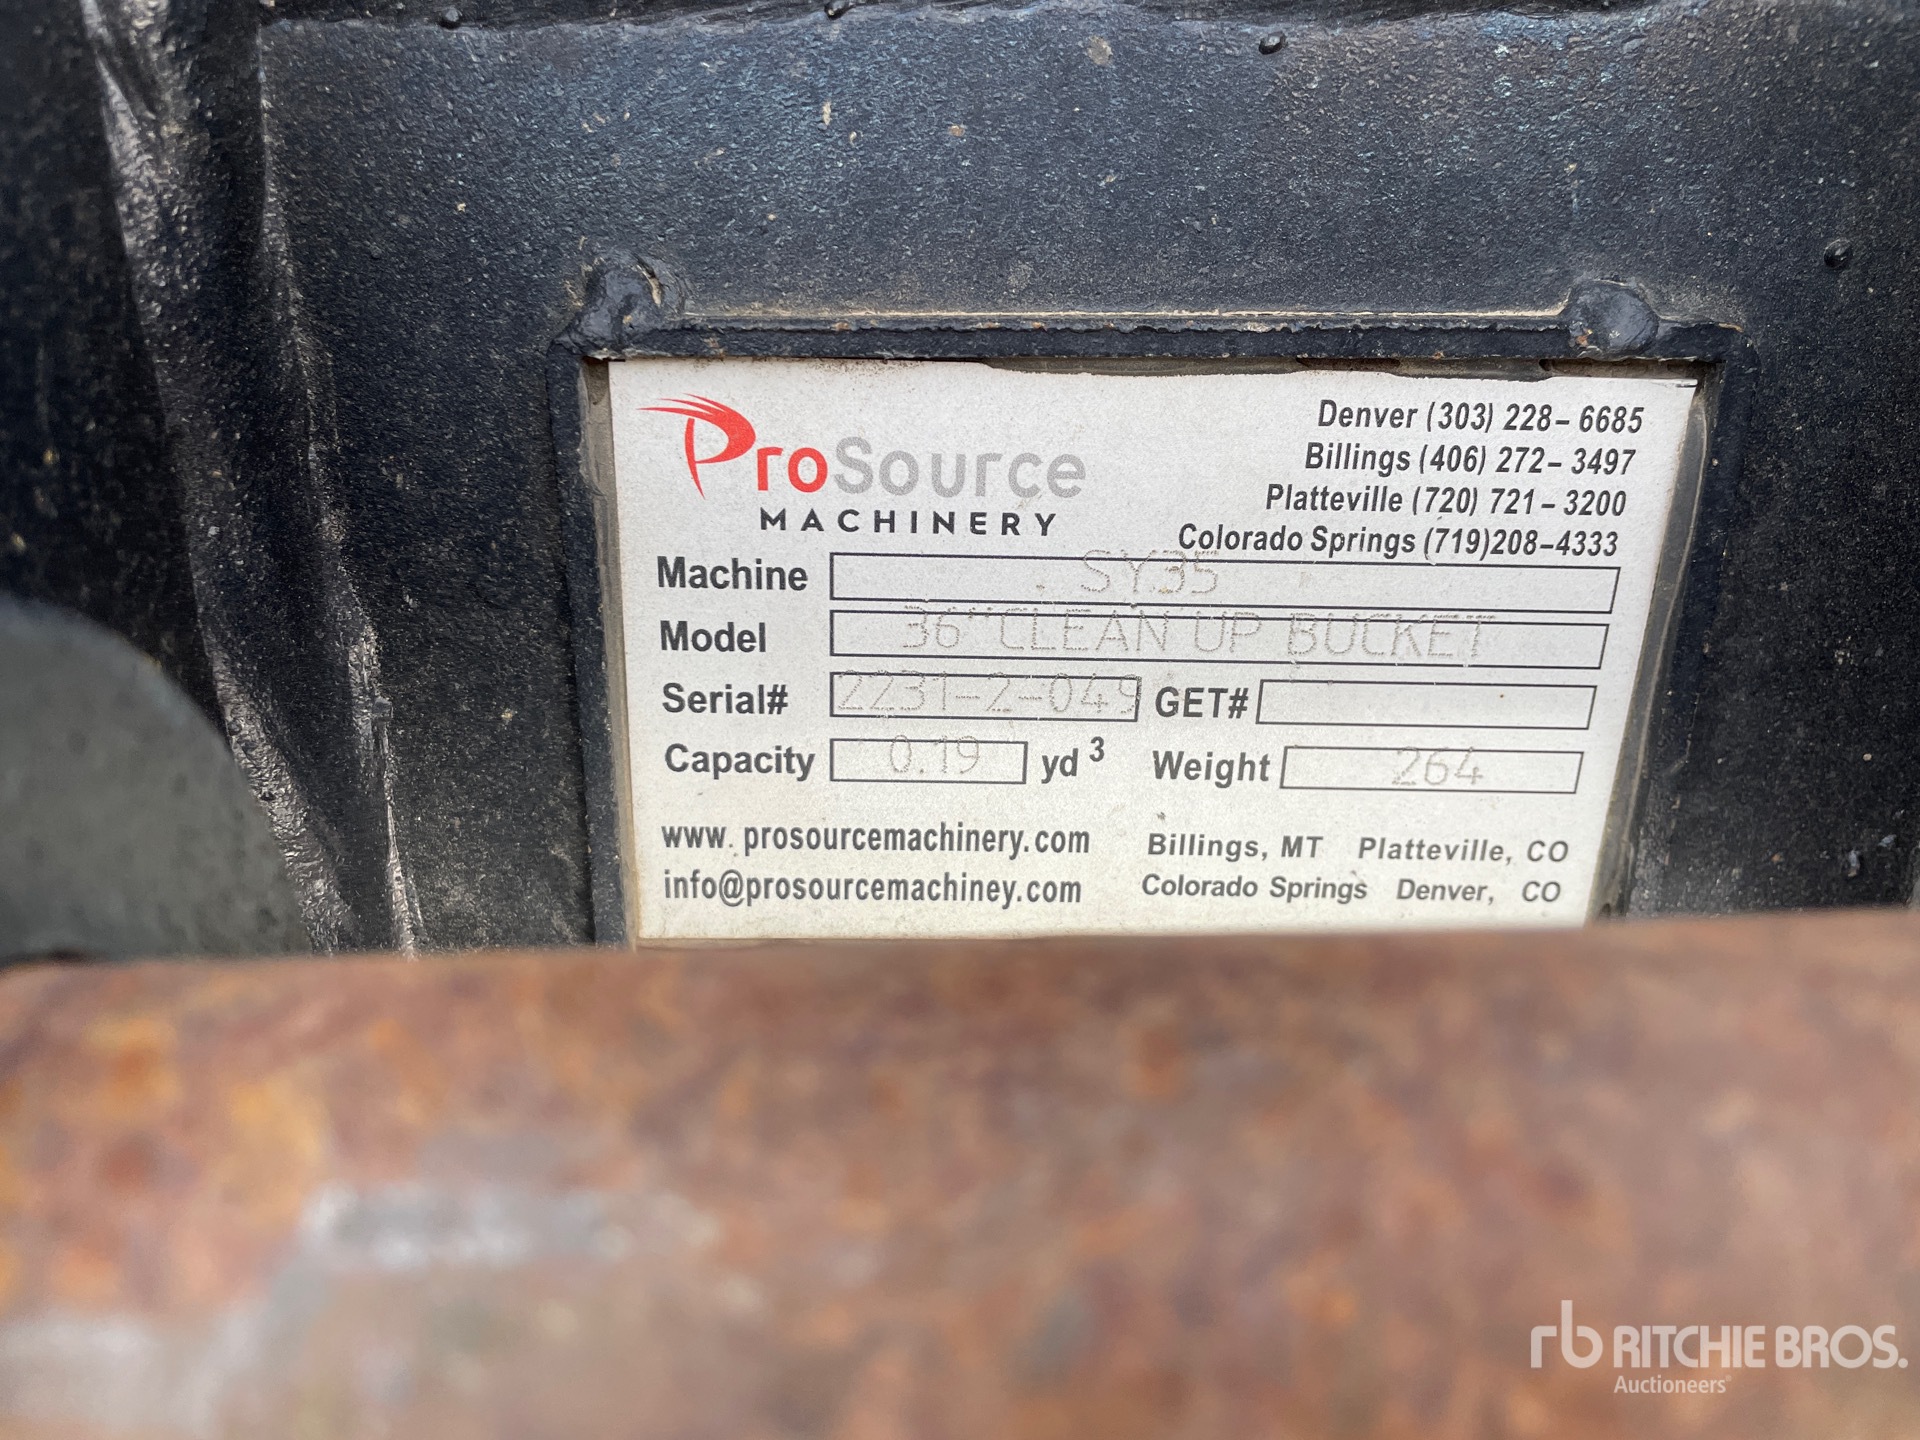 ProSource
MACHINERY
Denver (303) 228-6685
Billings (406) 272-3497
Platteville (720) 721-3200
Colorado Springs (719)208-4333
Machine SY35
Model 36"CLEAN UP BUCKET
Serial# 2231-2-049 GET#
Capacity 0.19 yd³ Weight 264
www.prosourcemachinery.com
info@prosourcemachiney.com
Billings, MT Platteville, CO
Colorado Springs Denver, CO
rb RITCHIE BROS.
Auctioneers